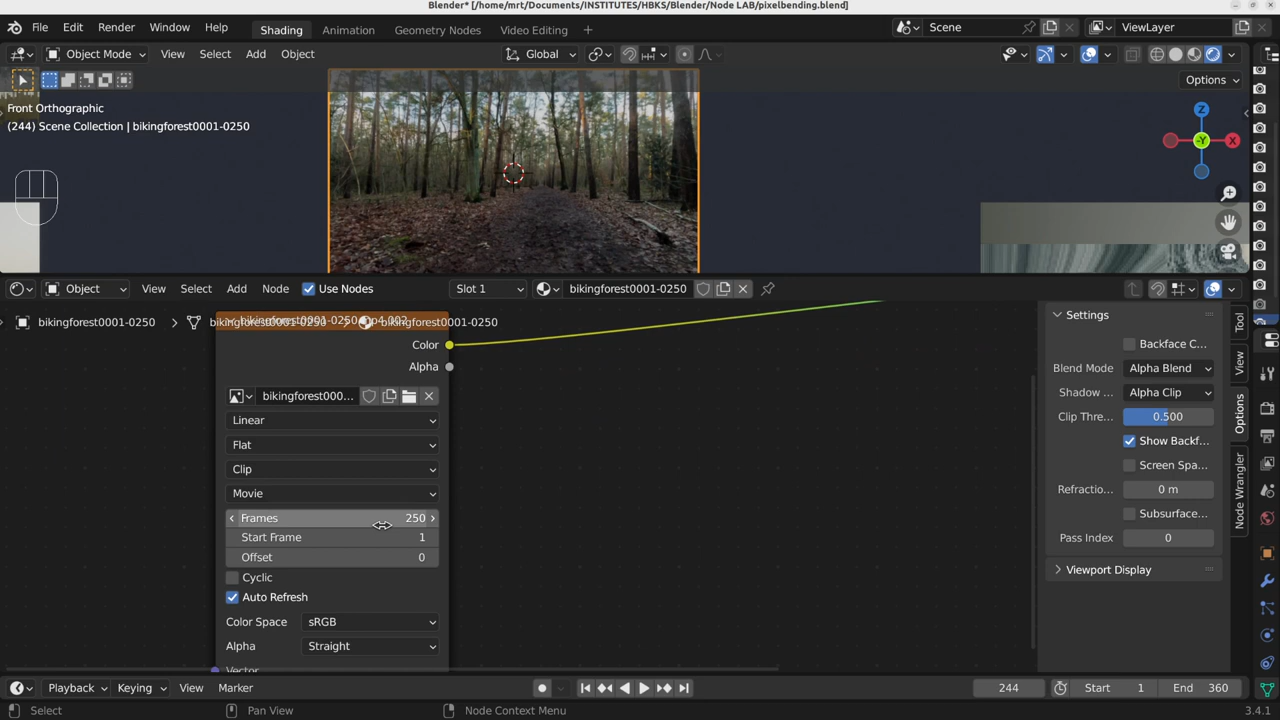 Blender* [/home/mrt/Documents/INSTITUTES/HBKS/Blender/Node LAB/pixelbending.blend]
File Edit Render Window Help Shading Animation Geometry Nodes Video Editing + Scene ViewLayer
Object Mode View Select Add Object Global Options
Front Orthographic
(244) Scene Collection | bikingforest0001-0250
Z
-Y X
Object View Select Add Node Use Nodes Slot 1 bikingforest0001-0250
bikingforest0001-0250 > bikingforest0001-0250 > bikingforest0001-0250
Settings
Color
Alpha
Backface C...
Blend Mode Alpha Blend
Shadow ... Alpha Clip
Clip Thre... 0.500
Show Backf...
Screen Spa...
Refractio... 0 m
Subsurface...
Pass Index 0
Viewport Display
Tool
View
Options
Node Wrangler
bikingforest000...
Linear
Flat
Clip
Movie
Frames 250
Start Frame 1
Offset 0
Cyclic
Auto Refresh
Color Space sRGB
Alpha Straight
Vector
Playback Keying View Marker 244 Start 1 End 360
Select Pan View Node Context Menu 3.4.1